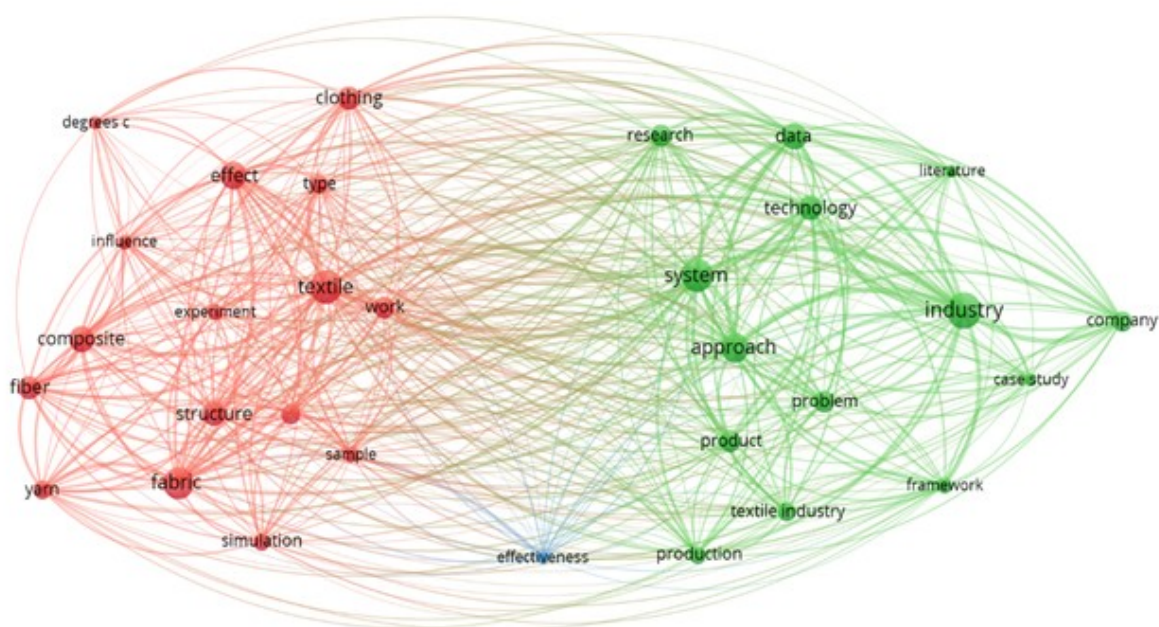 clothing
degrees c
research
data
effect
type
literature
technology
influence
system
textile
work
experiment
industry
company
composite
approach
fiber
case study
structure
problem
product
sample
fabric
yarn
framework
textile industry
simulation
effectiveness
production